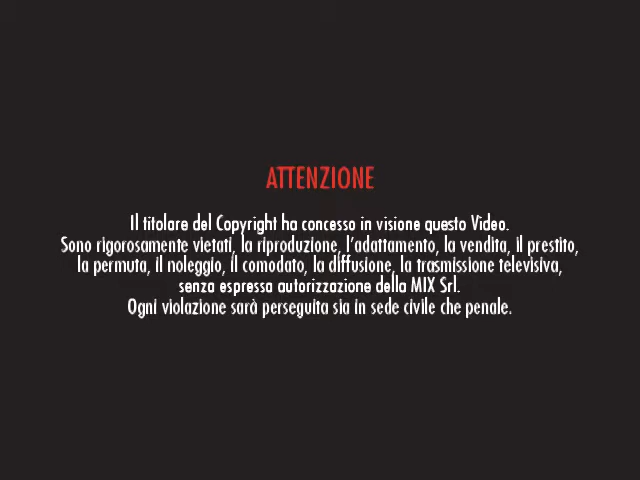 ATTENZIONE
Il titolare del Copyright ha concesso in visione questo Video.
Sono rigorosamente vietati, la riproduzione, l'adattamento, la vendita, il prestito,
la permuta, il noleggio, il comodato, la diffusione, la trasmissione televisiva,
senza espressa autorizzazione della MIX Srl.
Ogni violazione sarà perseguita sia in sede civile che penale.